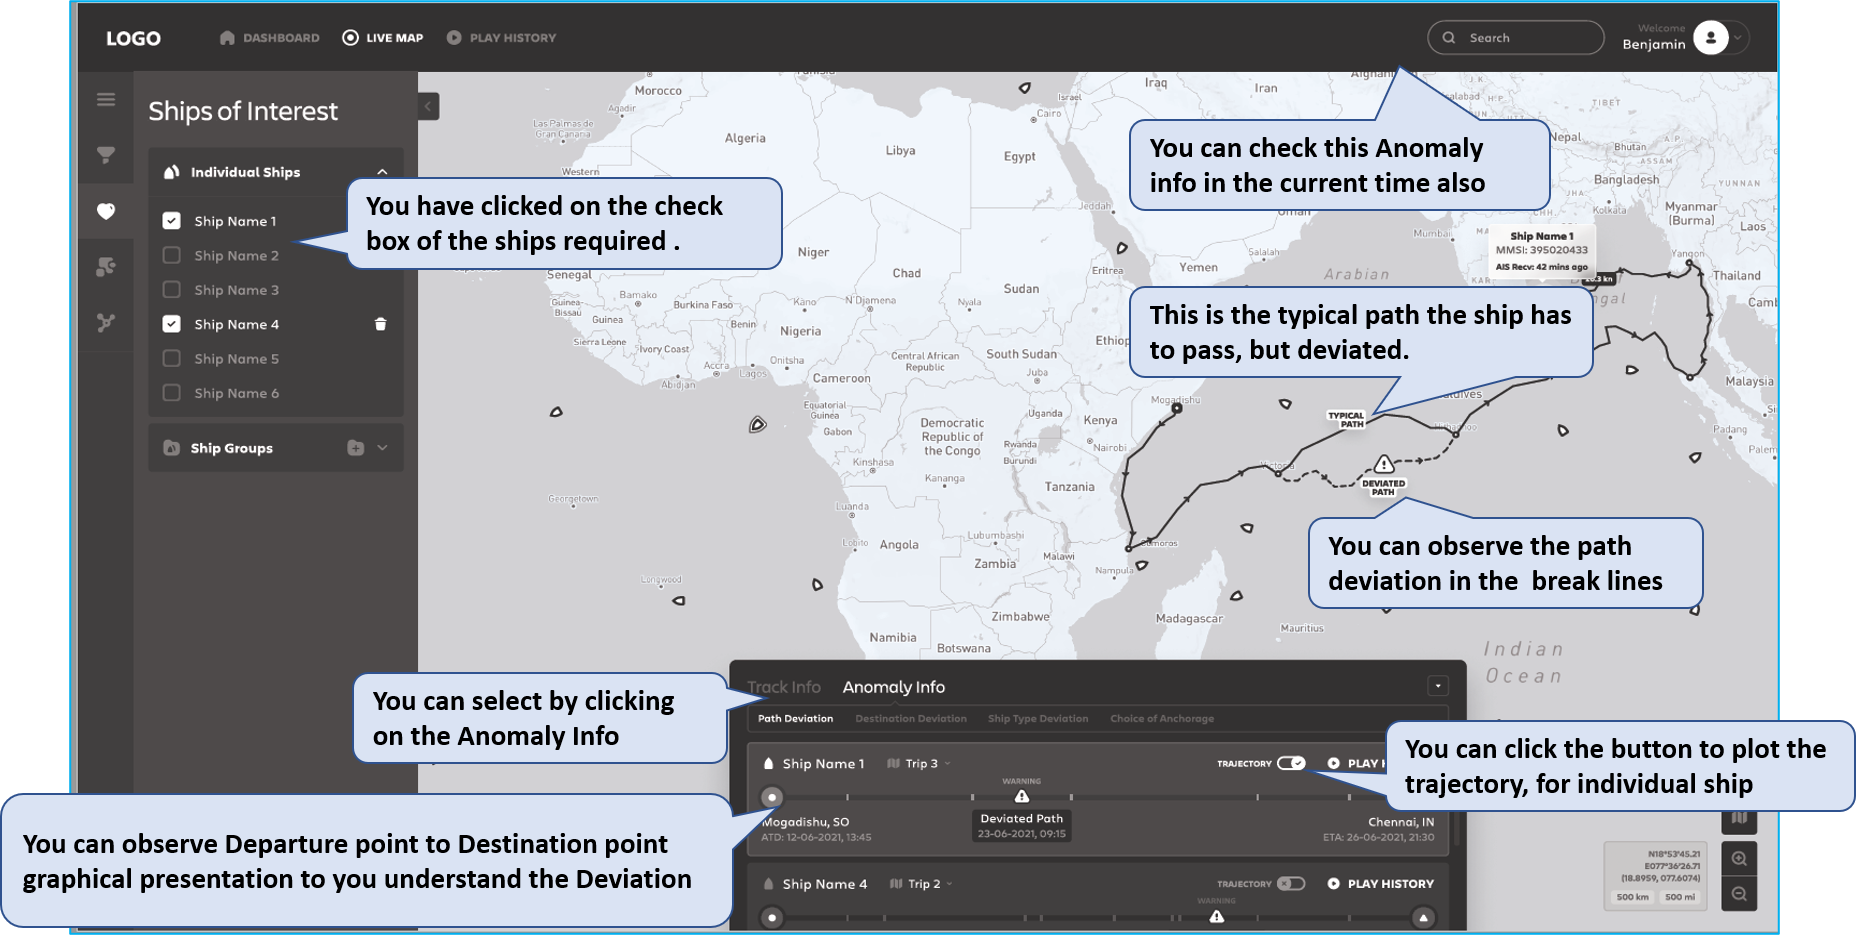 LOGO
DASHBOARD
LIVE MAP
PLAY HISTORY
Search
Welcome
Benjamin
Ships of Interest
Individual Ships
Ship Name 1
Ship Name 2
Ship Name 3
Ship Name 4
Ship Name 5
Ship Name 6
Ship Groups
You have clicked on the check
box of the ships required .
You can check this Anomaly
info in the current time also
This is the typical path the ship has
to pass, but deviated.
You can observe the path
deviation in the break lines
You can select by clicking
on the Anomaly Info
You can click the button to plot the
trajectory, for individual ship
You can observe Departure point to Destination point
graphical presentation to you understand the Deviation
Morocco
Agadir
Las Palmas de
Gran Canaria
Western
Algeria
Libya
Egypt
Israel
Cairo
Iraq
Iran
TIBET
Nepal
Bhutan
ASSAM
Bangladesh
YUNNAN
JHA
CHH
Kolkata
Myanmar
(Burma)
Laos
Mumbai
Oman
Jeddah
Salalah
Arabian
Yemen
Eritrea
Senegal
Niger
Chad
Sudan
Bamako
Burkina Faso
Kano
N'Djamena
Nyala
Guinea-
Bissau
Guinea
Benin
Nigeria
Sierra Leone
Ivory Coast
Accra
Lagos
Onitsha
Abidjan
Cameroon
Central African
Republic
South Sudan
Juba
Ethiop
Equatorial
Guinea
Gabon
Democratic
Republic of
the Congo
Uganda
Kenya
Rwanda
Burundi
Nairobi
Mogadishu
Kinshasa
Kananga
Tanzania
Luanda
Georgetown
Lobito
Angola
Lubumbashi
Zambia
Malawi
Nampula
Comoros
Longwood
Zimbabwe
Madagascar
Mauritius
Namibia
Botswana
Victoria
Yangon
Thailand
Camb
Malaysia
Padang
Palem
Indian
Ocean
Ship Name 1
MMSI: 395020433
AIS Recv: 42 mins ago
TYPICAL
PATH
DEVIATED
PATH
Track Info
Anomaly Info
Path Deviation
Destination Deviation
Ship Type Deviation
Choice of Anchorage
Ship Name 1
Trip 3
TRAJECTORY
PLAY H
WARNING
Deviated Path
23-06-2021, 09:15
Mogadishu, SO
ATD: 12-06-2021, 13:45
Chennai, IN
ETA: 26-06-2021, 21:30
Ship Name 4
Trip 2
TRAJECTORY
PLAY HISTORY
WARNING
N18°53'45.21
E077°36'26.71
(18.8959, 077.6074)
500 km
500 mi